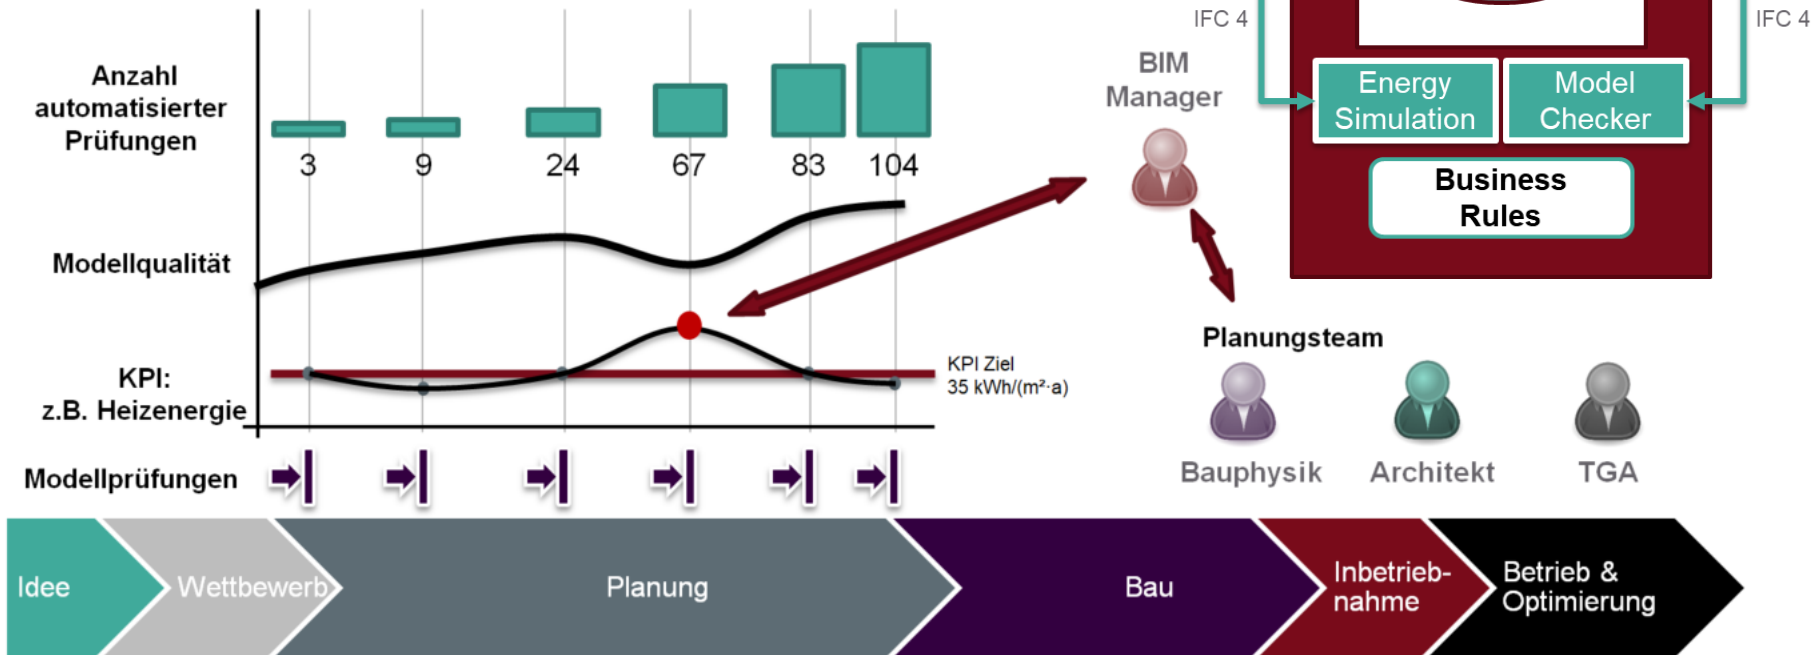 Anzahl
automatisierter
Prüfungen
3 9 24 67 83 104
Modellqualität
KPI:
z.B. Heizenergie
KPI Ziel
35 kWh/(m²·a)
Modellprüfungen
BIM
Manager
IFC 4
IFC 4
Energy
Simulation
Model
Checker
Business
Rules
Planungsteam
Bauphysik
Architekt
TGA
Idee
Wettbewerb
Planung
Bau
Inbetrieb-
nahme
Betrieb &
Optimierung